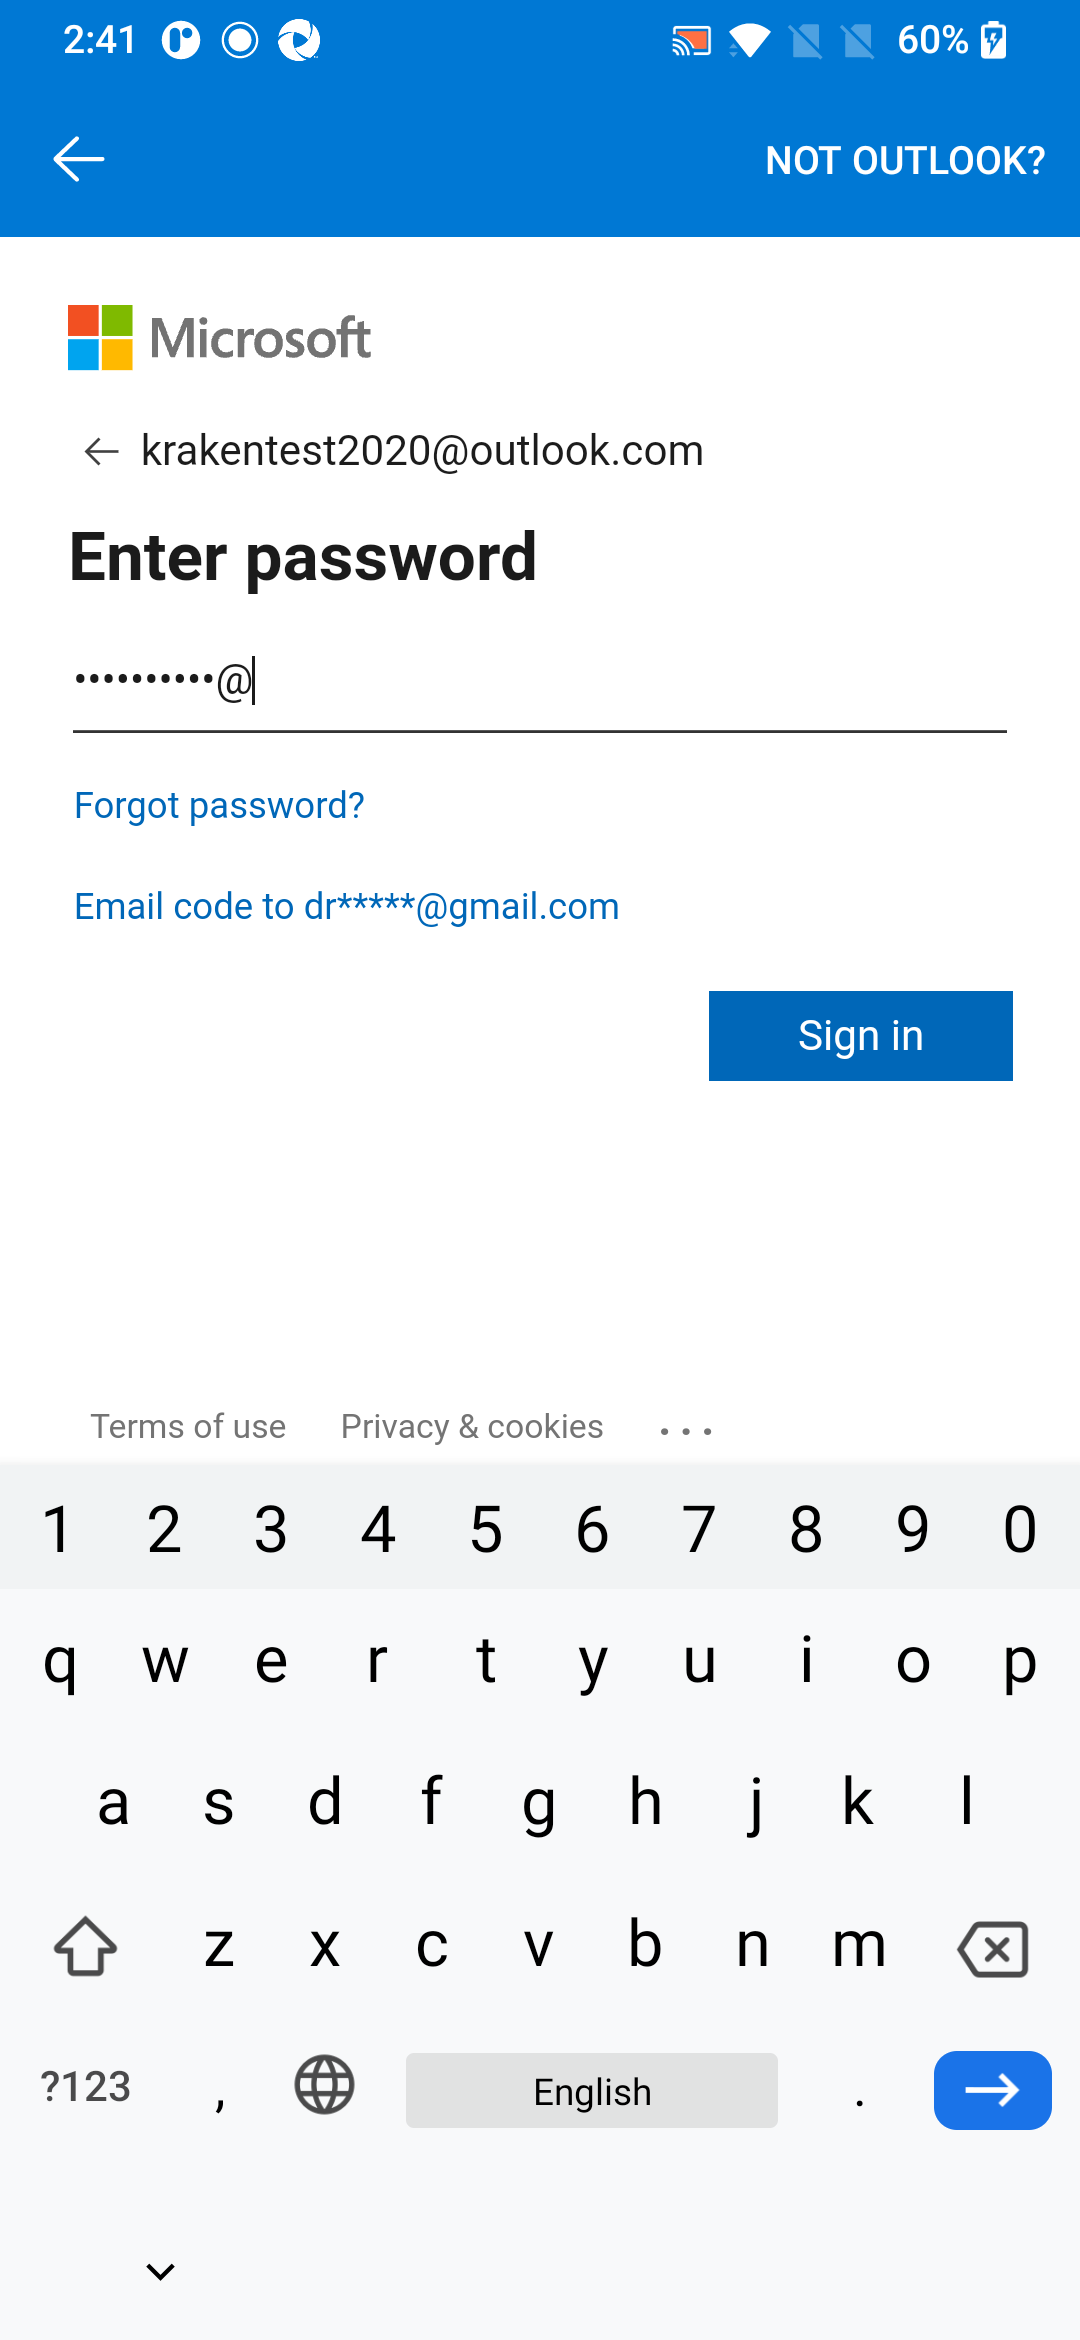 2:41
60%
NOT OUTLOOK?
Microsoft
krakentest2020@outlook.com
Enter password
••••••••••@
Forgot password?
Email code to dr*****@gmail.com
Sign in
Terms of use Privacy & cookies ...
1 2 3 4 5 6 7 8 9 0
q w e r t y u i o p
a s d f g h j k l
z x c v b n m
?123 , English .